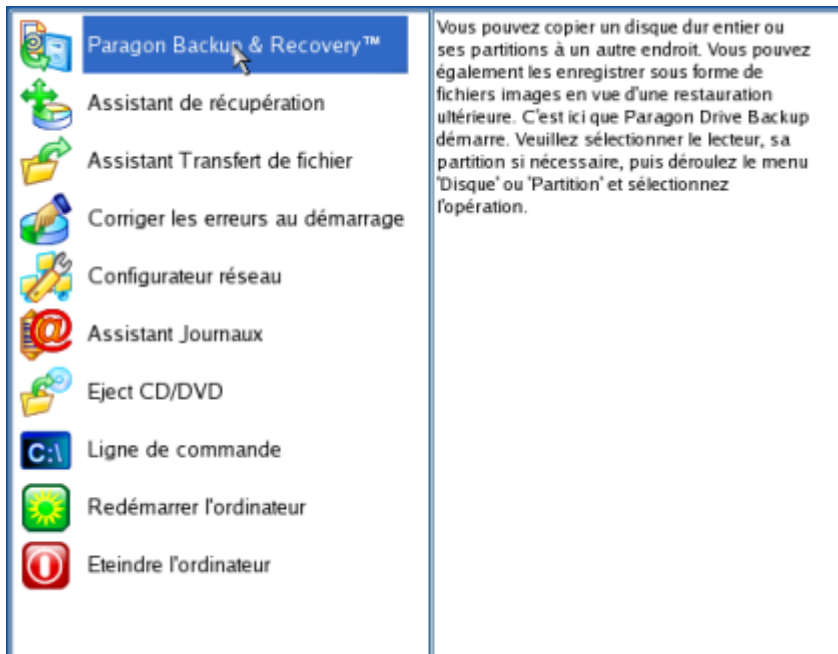 Paragon Backup & Recovery™
Assistant de récupération
Assistant Transfert de fichier
Corriger les erreurs au démarrage
Configurateur réseau
Assistant Journaux
Eject CD/DVD
C:\
Ligne de commande
Redémarrer l'ordinateur
Eteindre l'ordinateur
Vous pouvez copier un disque dur entier ou
ses partitions à un autre endroit. Vous pouvez
également les enregistrer sous forme de
fichiers images en vue d'une restauration
ultérieure. C'est ici que Paragon Drive Backup
démarre. Veuillez sélectionner le lecteur, sa
partition si nécessaire, puis déroulez le menu
'Disque' ou 'Partition' et sélectionnez
l'opération.